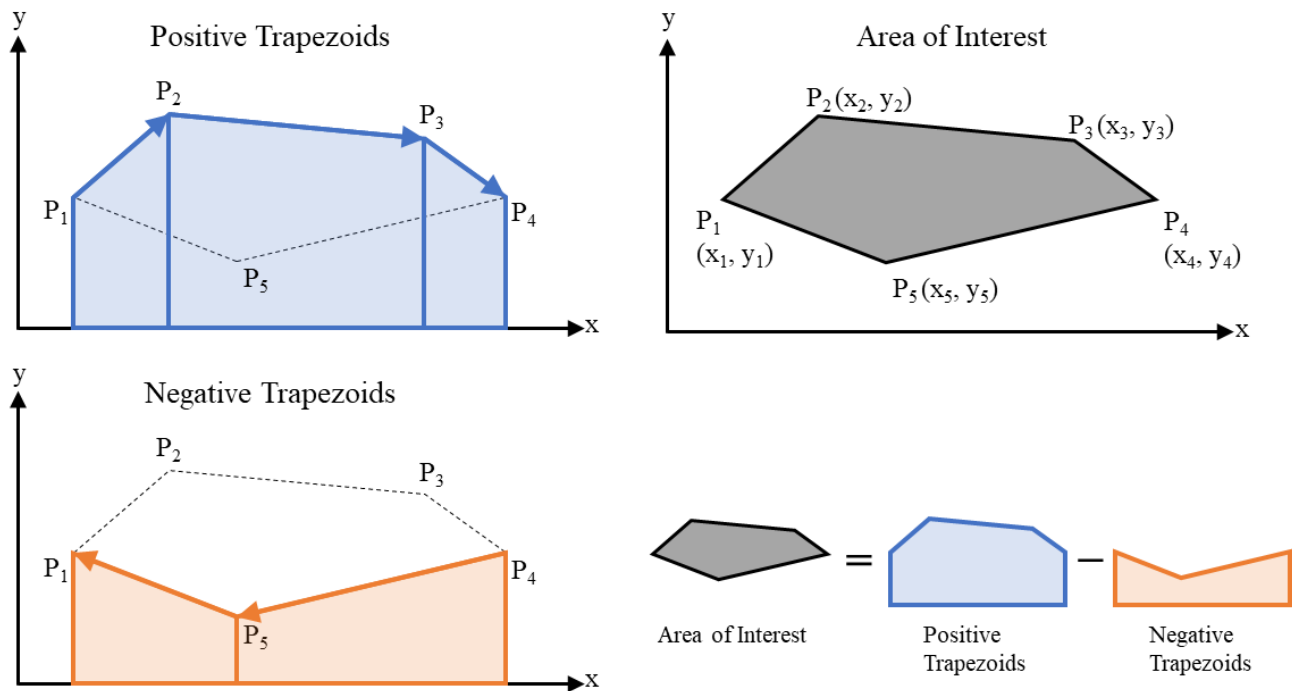 y
Positive Trapezoids
P₂
P₃
P₁
P₄
P₅
x
y
Area of Interest
P₂(x₂, y₂)
P₃(x₃, y₃)
P₁
(x₁, y₁)
P₄
(x₄, y₄)
P₅(x₅, y₅)
x
y
Negative Trapezoids
P₂
P₃
P₁
P₄
P₅
x
= −
Area of Interest
Positive
Trapezoids
Negative
Trapezoids